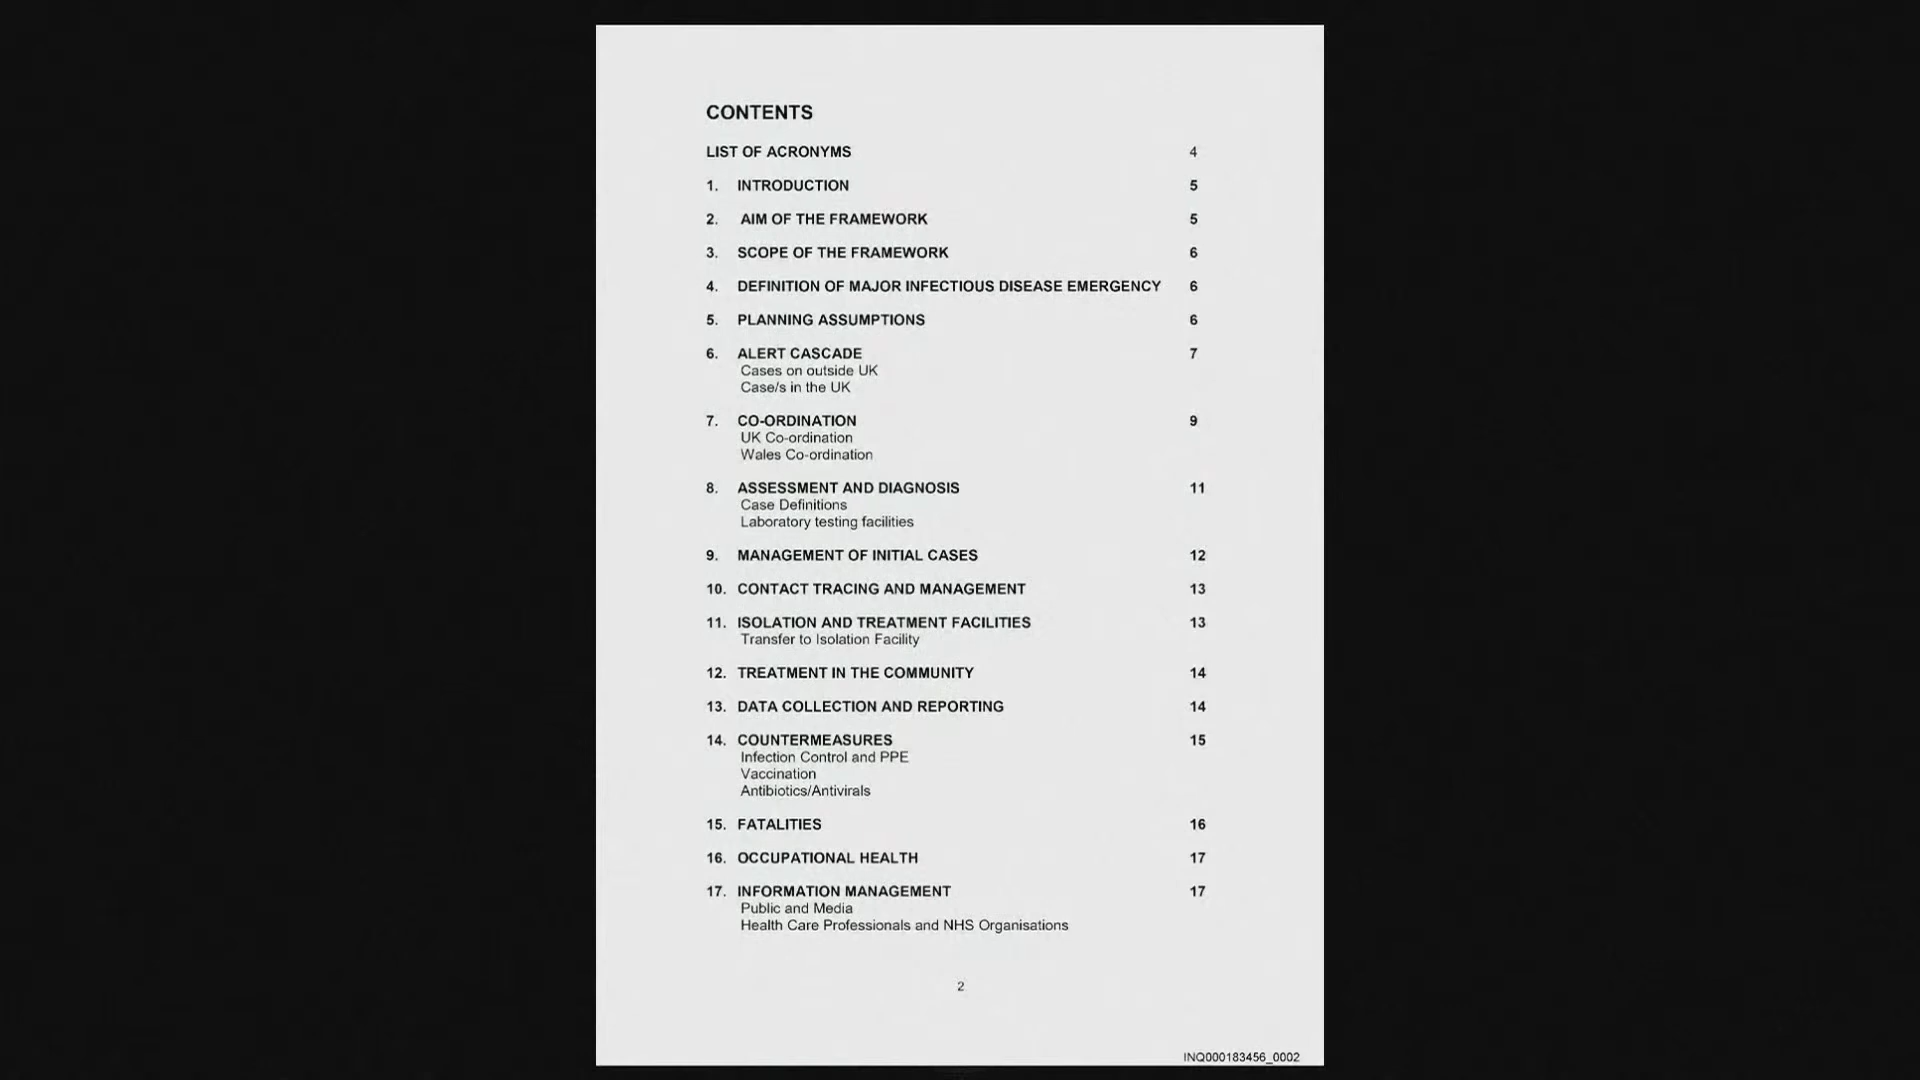 CONTENTS
LIST OF ACRONYMS 4
1. INTRODUCTION 5
2. AIM OF THE FRAMEWORK 5
3. SCOPE OF THE FRAMEWORK 6
4. DEFINITION OF MAJOR INFECTIOUS DISEASE EMERGENCY 6
5. PLANNING ASSUMPTIONS 6
6. ALERT CASCADE 7
Cases on outside UK
Case/s in the UK
7. CO-ORDINATION 9
UK Co-ordination
Wales Co-ordination
8. ASSESSMENT AND DIAGNOSIS 11
Case Definitions
Laboratory testing facilities
9. MANAGEMENT OF INITIAL CASES 12
10. CONTACT TRACING AND MANAGEMENT 13
11. ISOLATION AND TREATMENT FACILITIES 13
Transfer to Isolation Facility
12. TREATMENT IN THE COMMUNITY 14
13. DATA COLLECTION AND REPORTING 14
14. COUNTERMEASURES 15
Infection Control and PPE
Vaccination
Antibiotics/Antivirals
15. FATALITIES 16
16. OCCUPATIONAL HEALTH 17
17. INFORMATION MANAGEMENT 17
Public and Media
Health Care Professionals and NHS Organisations
2
INQ000183456_0002